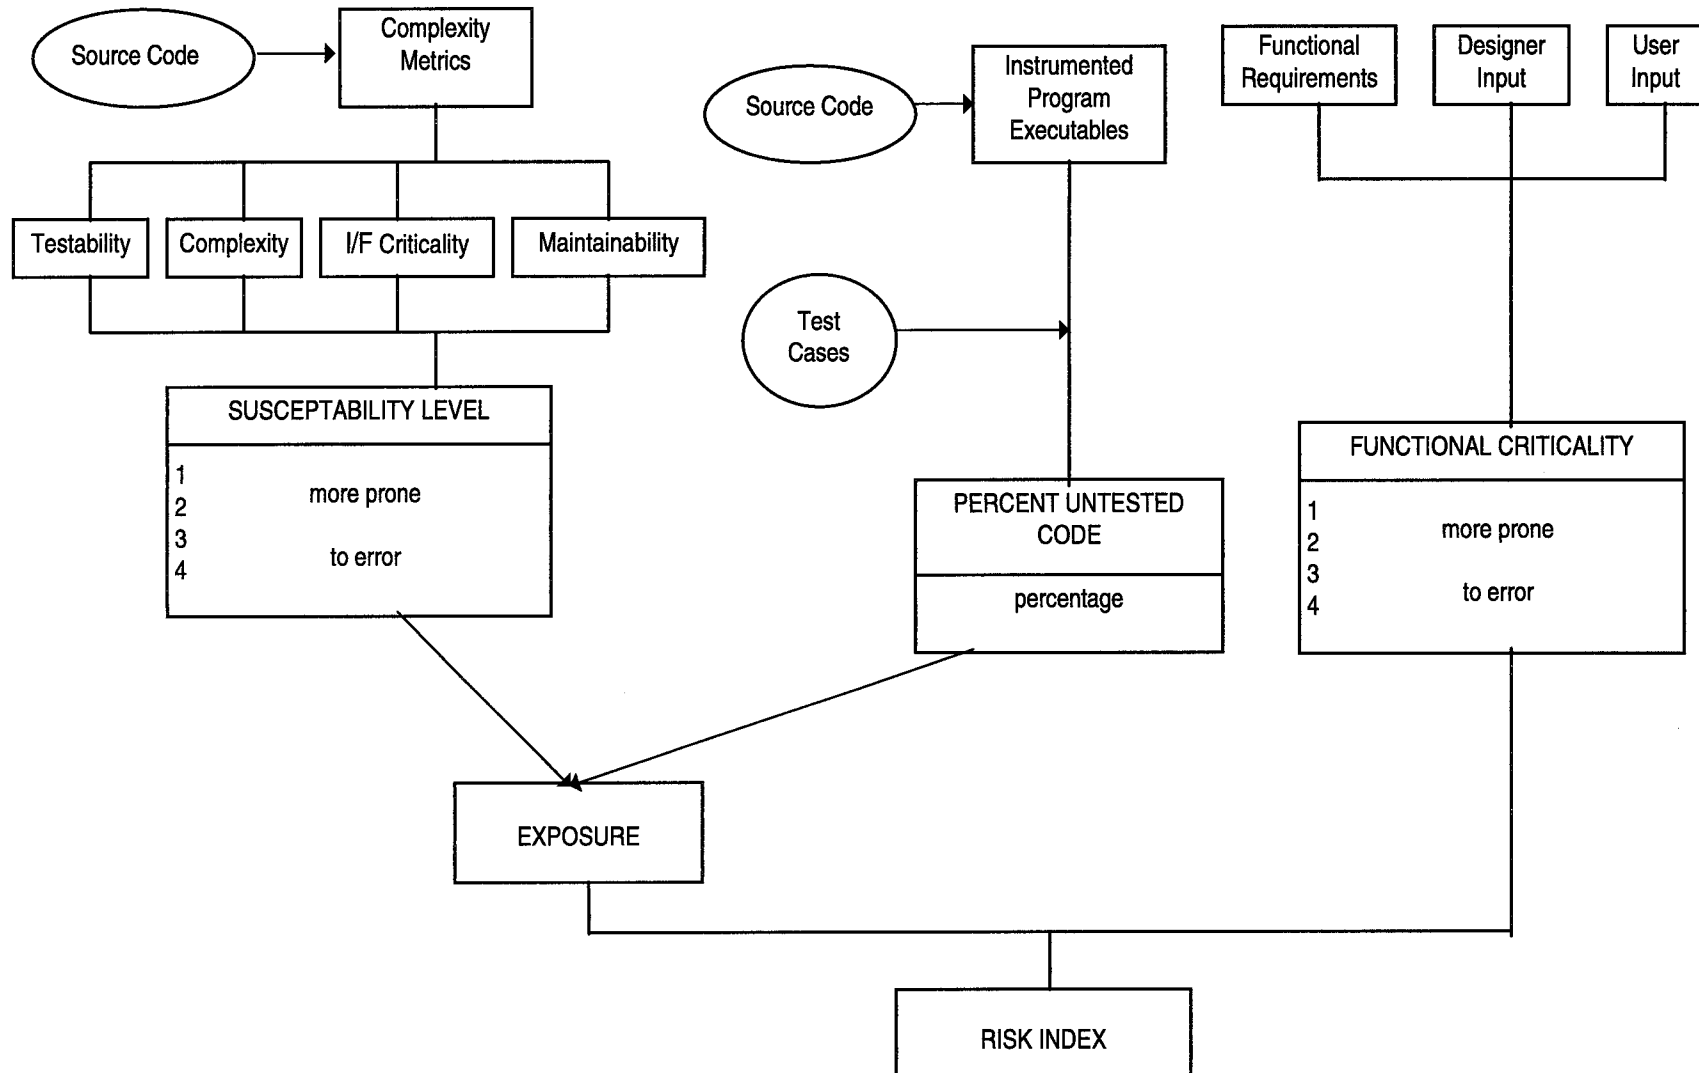 Source Code
Complexity
Metrics
Testability
Complexity
I/F Criticality
Maintainability
SUSCEPTABILITY LEVEL
1
2
3
4
more prone
to error
Source Code
Instrumented
Program
Executables
Test
Cases
PERCENT UNTESTED
CODE
percentage
Functional
Requirements
Designer
Input
User
Input
FUNCTIONAL CRITICALITY
1
2
3
4
more prone
to error
EXPOSURE
RISK INDEX